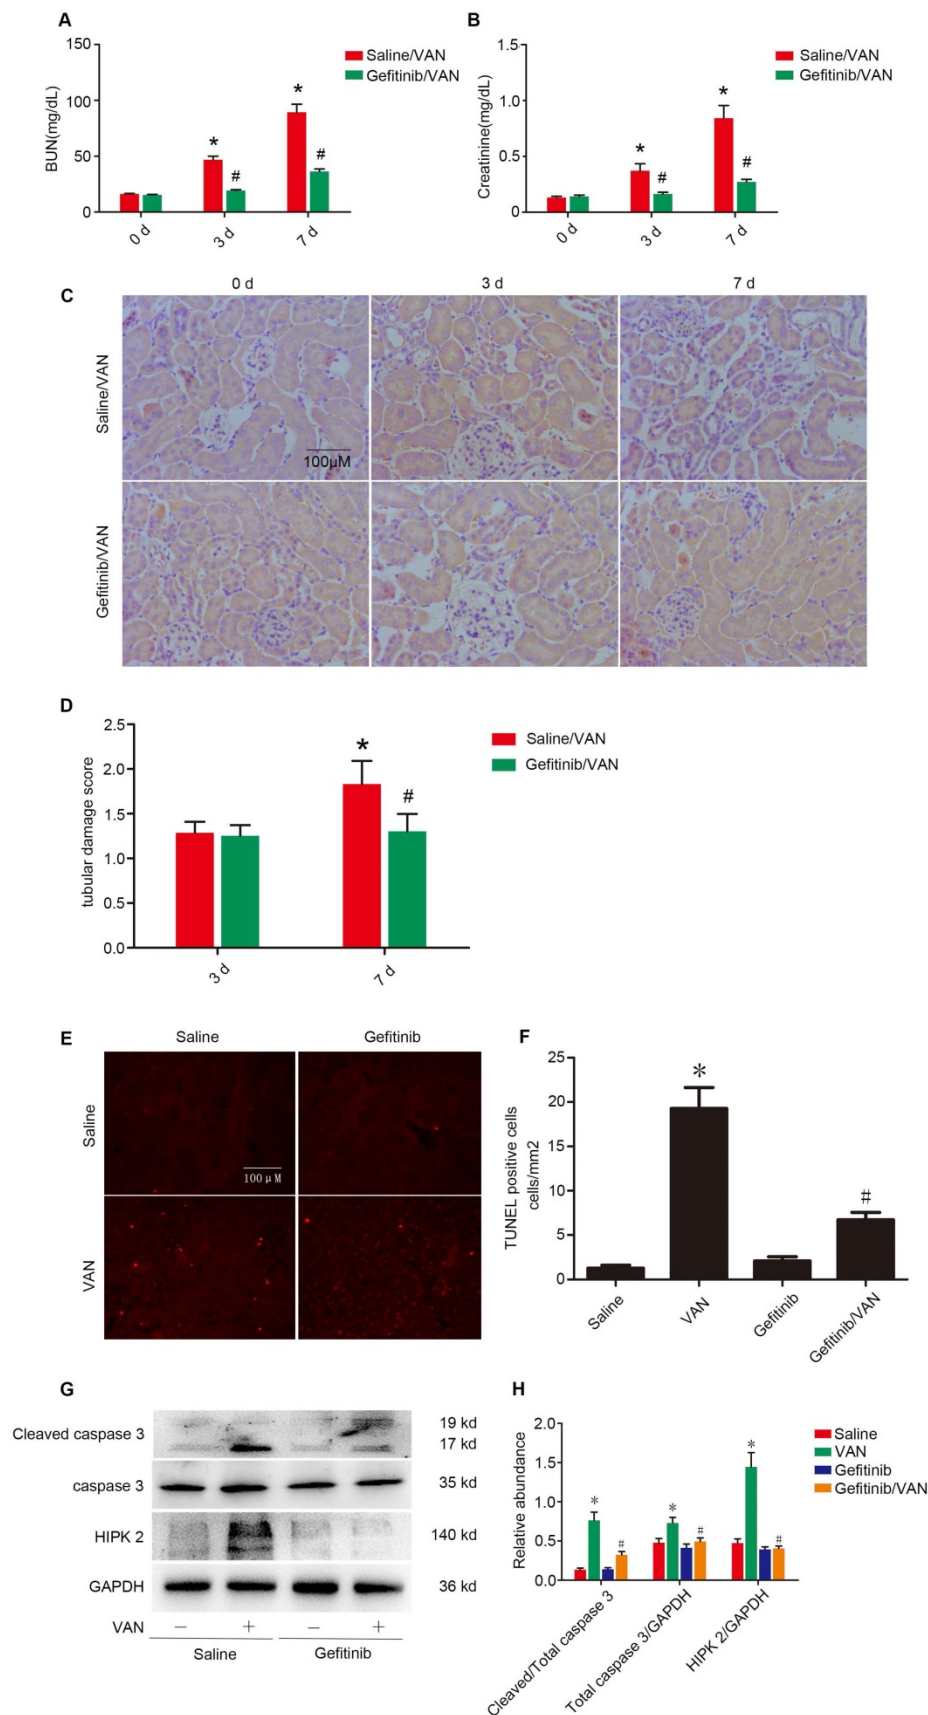 A
B
150
100
50
0
BUN(mg/dL)
*
*
#
#
0 d
3 d
7 d
Saline/VAN
Gefitinib/VAN
1.5
1.0
0.5
0
Creatinine(mg/dL)
*
*
#
#
0 d
3 d
7 d
Saline/VAN
Gefitinib/VAN
C
0 d
3 d
7 d
Saline/VAN
100μM
Gefitinib/VAN
D
2.5
2.0
1.5
1.0
0.5
0.0
tubular damage score
*
#
3 d
7 d
Saline/VAN
Gefitinib/VAN
E
Saline
Gefitinib
Saline
100 μ M
VAN
F
25
20
15
10
5
0
TUNEL positive cells
cells/mm2
*
#
Saline
VAN
Gefitinib
Gefitinib/VAN
G
Cleaved caspase 3
19 kd
17 kd
caspase 3
35 kd
HIPK 2
140 kd
GAPDH
36 kd
VAN
— + — +
Saline
Gefitinib
H
2.0
1.5
1.0
0.5
0.0
Relative abundance
*
#
*
#
*
#
Saline
VAN
Gefitinib
Gefitinib/VAN
Cleaved/Total caspase 3
Total caspase 3/GAPDH
HIPK 2/GAPDH